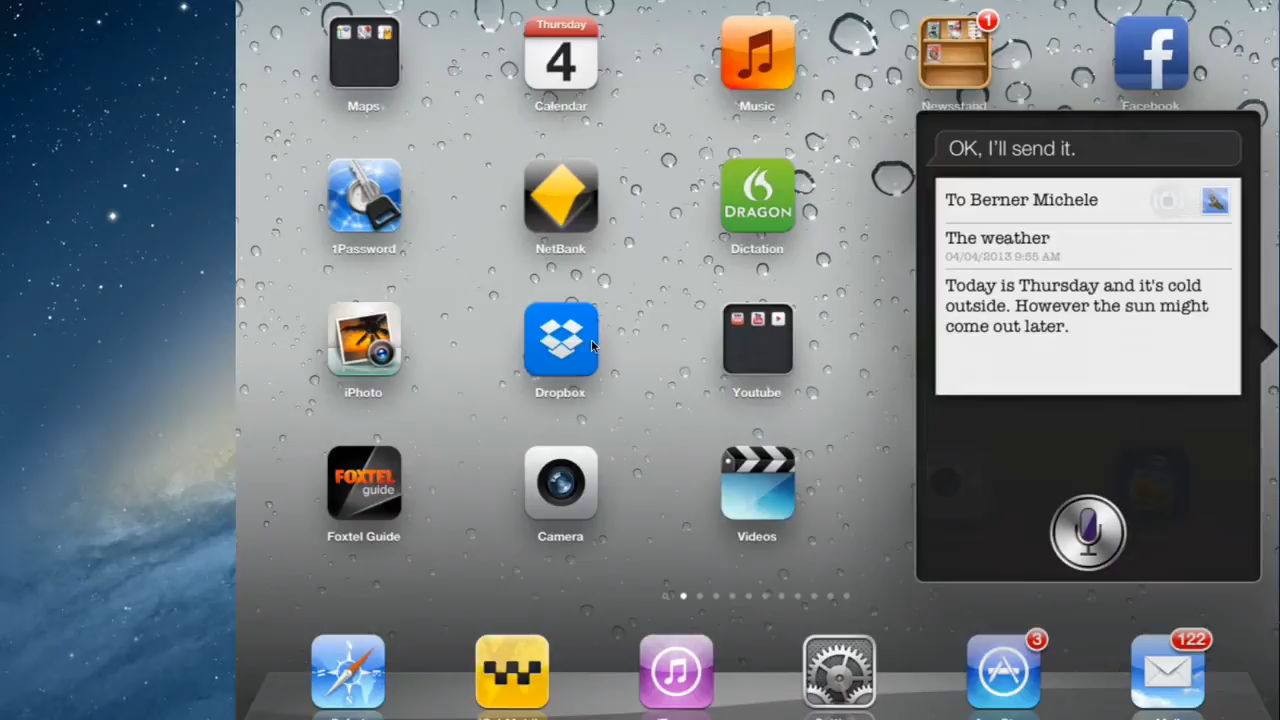 Thursday
4
1
Maps
Calendar
Music
Newsstand
Facebook
1Password
NetBank
DRAGON
Dictation
iPhoto
Dropbox
Youtube
FOXTEL
guide
Foxtel Guide
Camera
Videos
OK, I'll send it.
To Berner Michele
The weather
04/04/2013 9:55 AM
Today is Thursday and it's cold
outside. However the sun might
come out later.
3
122